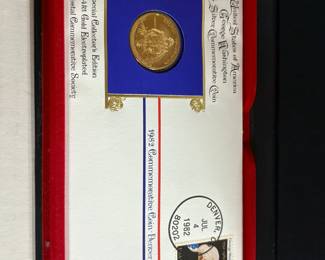 United States of America
George Washington
Silver Commemorative Coin
Special Collector's Edition
24kt Gold Electroplated
Postal Commemorative Society
1982 Commemorative Coin: Denver
DENVER, C
JUL
4
1982
80202